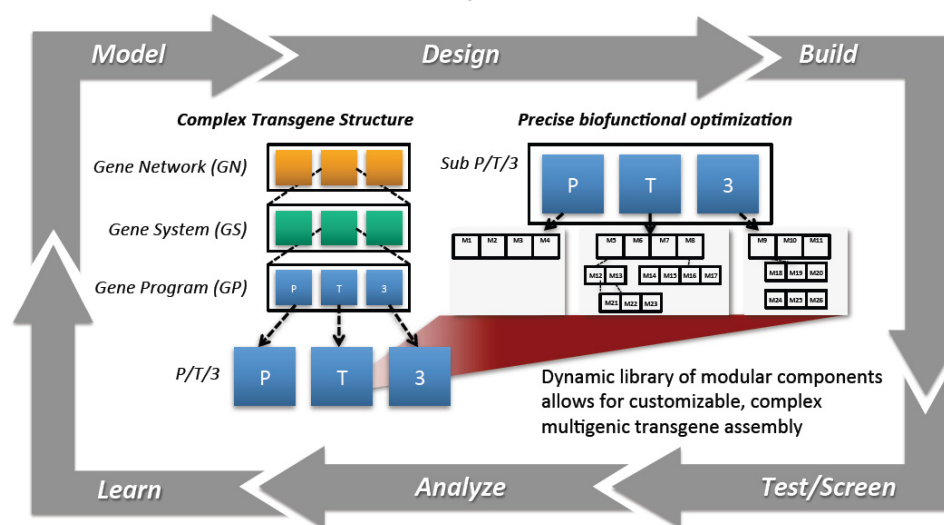 Model
Design
Build
Complex Transgene Structure
Precise biofunctional optimization
Gene Network (GN)
Gene System (GS)
Gene Program (GP)
P T 3
P/T/3
P T 3
Sub P/T/3
P T 3
M1 M2 M3 M4
M5 M6 M7 M8
M12 M13
M14 M15 M16 M17
M21 M22 M23
M9 M10 M11
M18 M19 M20
M24 M25 M26
Dynamic library of modular components
allows for customizable, complex
multigenic transgene assembly
Learn
Analyze
Test/Screen